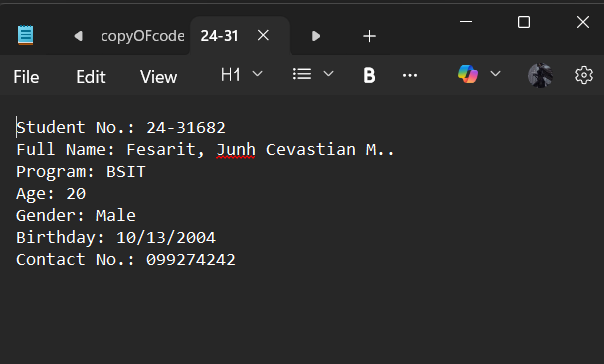 copyOFcode
24-31
File Edit View H1 B ...
Student No.: 24-31682
Full Name: Fesarit, Junh Cevastian M..
Program: BSIT
Age: 20
Gender: Male
Birthday: 10/13/2004
Contact No.: 099274242